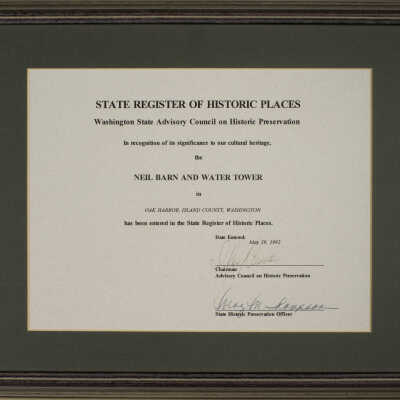 STATE REGISTER OF HISTORIC PLACES
Washington State Advisory Council on Historic Preservation
In recognition of its significance to our cultural heritage,
the
NEIL BARN AND WATER TOWER
in
OAK HARBOR, ISLAND COUNTY, WASHINGTON
has been entered in the State Register of Historic Places.
Date Entered:
Chairman
Advisory Council on Historic Preservation
Mary M. Thompson
State Historic Preservation Officer